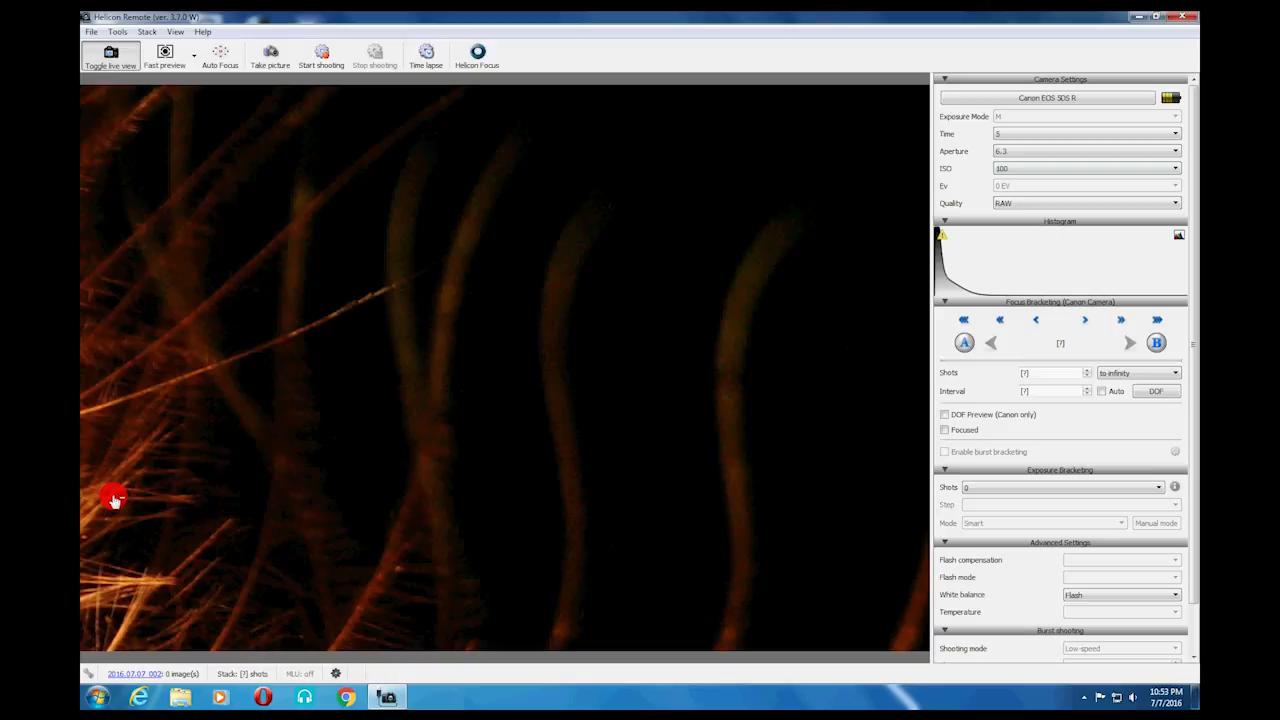 Helicon Remote (ver. 3.7.0 W)
File Tools Stack View Help
Toggle live view Fast preview Auto Focus Take picture Start shooting Stop shooting Time lapse Helicon Focus
Camera Settings
Canon EOS 5DS R
Exposure Mode M
Time 5
Aperture 6.3
ISO 100
Ev 0 EV
Quality RAW
Histogram
Focus Bracketing (Canon Camera)
A [?] B
Shots [?] to infinity
Interval [?] Auto DOF
DOF Preview (Canon only)
Focused
Enable burst bracketing
Exposure Bracketing
Shots 0
Step
Mode Smart Manual mode
Advanced Settings
Flash compensation
Flash mode
White balance Flash
Temperature
Burst shooting
Shooting mode Low-speed
2016.07.07_002: 0 image(s) Stack: [?] shots MLU: off
10:53 PM
7/7/2016